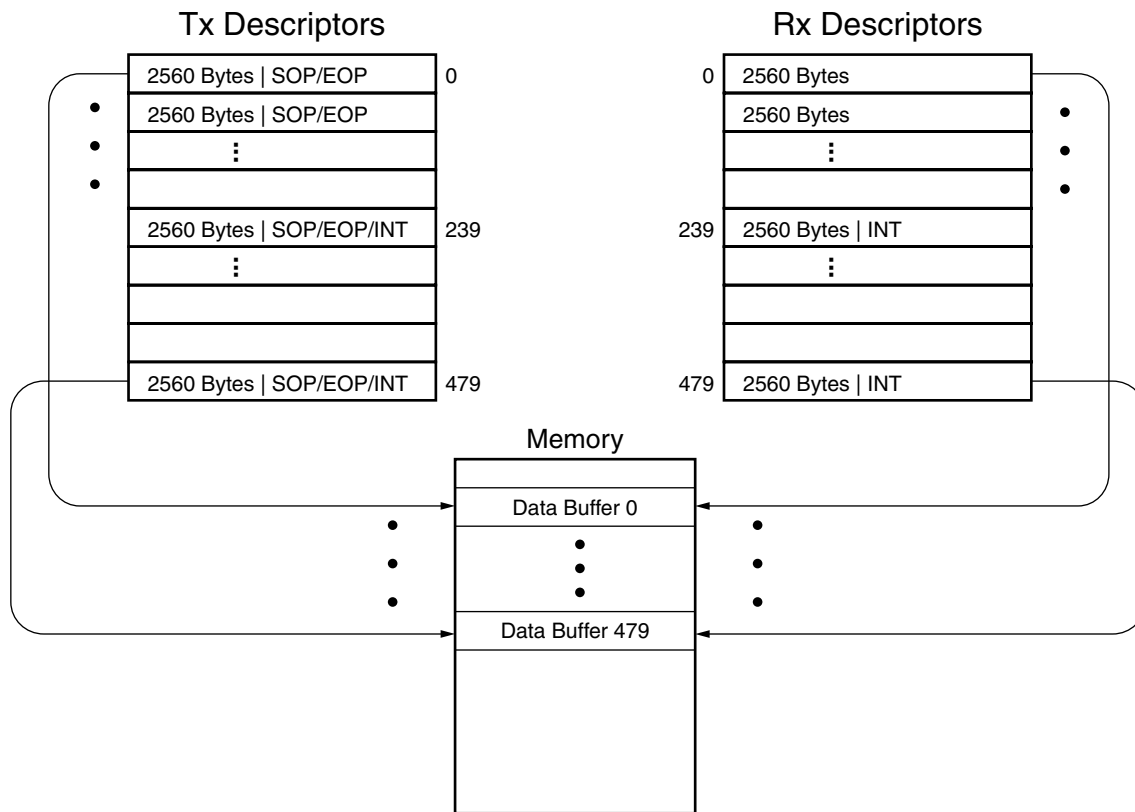 Tx Descriptors
2560 Bytes | SOP/EOP 0
2560 Bytes | SOP/EOP
⋮
2560 Bytes | SOP/EOP/INT 239
⋮
2560 Bytes | SOP/EOP/INT 479
Rx Descriptors
0 2560 Bytes
2560 Bytes
⋮
239 2560 Bytes | INT
⋮
479 2560 Bytes | INT
Memory
Data Buffer 0
Data Buffer 479